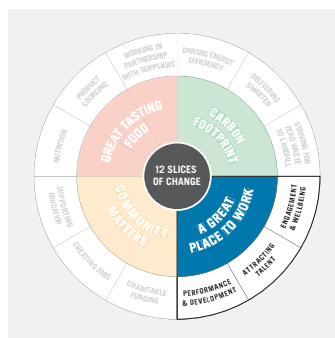 WORKING IN
PARTNERSHIP
WITH SUPPLIERS
DRIVING ENERGY
EFFICIENCY
DELIVERING
SMARTER
STRIVING FOR
ZERO WASTE
TO LANDFILL
PRODUCT
SOURCING
NUTRITION
GREAT TASTING
FOOD
CARBON
FOOTPRINT
12 SLICES
OF CHANGE
COMMUNITY
MATTERS
A GREAT
PLACE TO WORK
ENGAGEMENT
& WELLBEING
ATTRACTING
TALENT
PERFORMANCE
& DEVELOPMENT
SUPPORTING
EDUCATION
CREATING JOBS
CHARITABLE
FUNDING